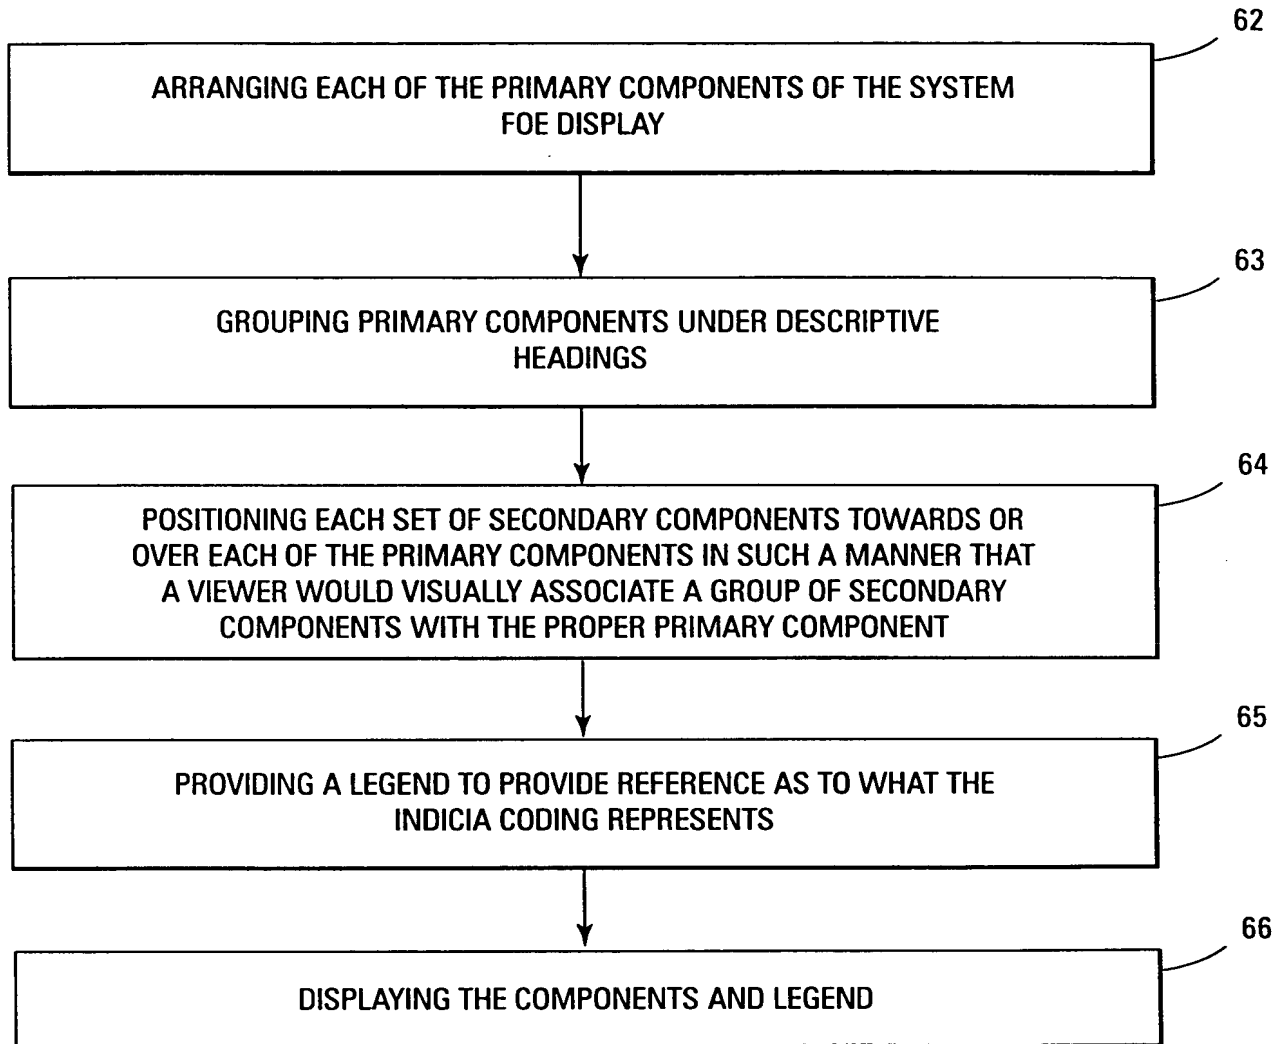 62
ARRANGING EACH OF THE PRIMARY COMPONENTS OF THE SYSTEM
FOE DISPLAY
63
GROUPING PRIMARY COMPONENTS UNDER DESCRIPTIVE
HEADINGS
64
POSITIONING EACH SET OF SECONDARY COMPONENTS TOWARDS OR
OVER EACH OF THE PRIMARY COMPONENTS IN SUCH A MANNER THAT
A VIEWER WOULD VISUALLY ASSOCIATE A GROUP OF SECONDARY
COMPONENTS WITH THE PROPER PRIMARY COMPONENT
65
PROVIDING A LEGEND TO PROVIDE REFERENCE AS TO WHAT THE
INDICIA CODING REPRESENTS
66
DISPLAYING THE COMPONENTS AND LEGEND